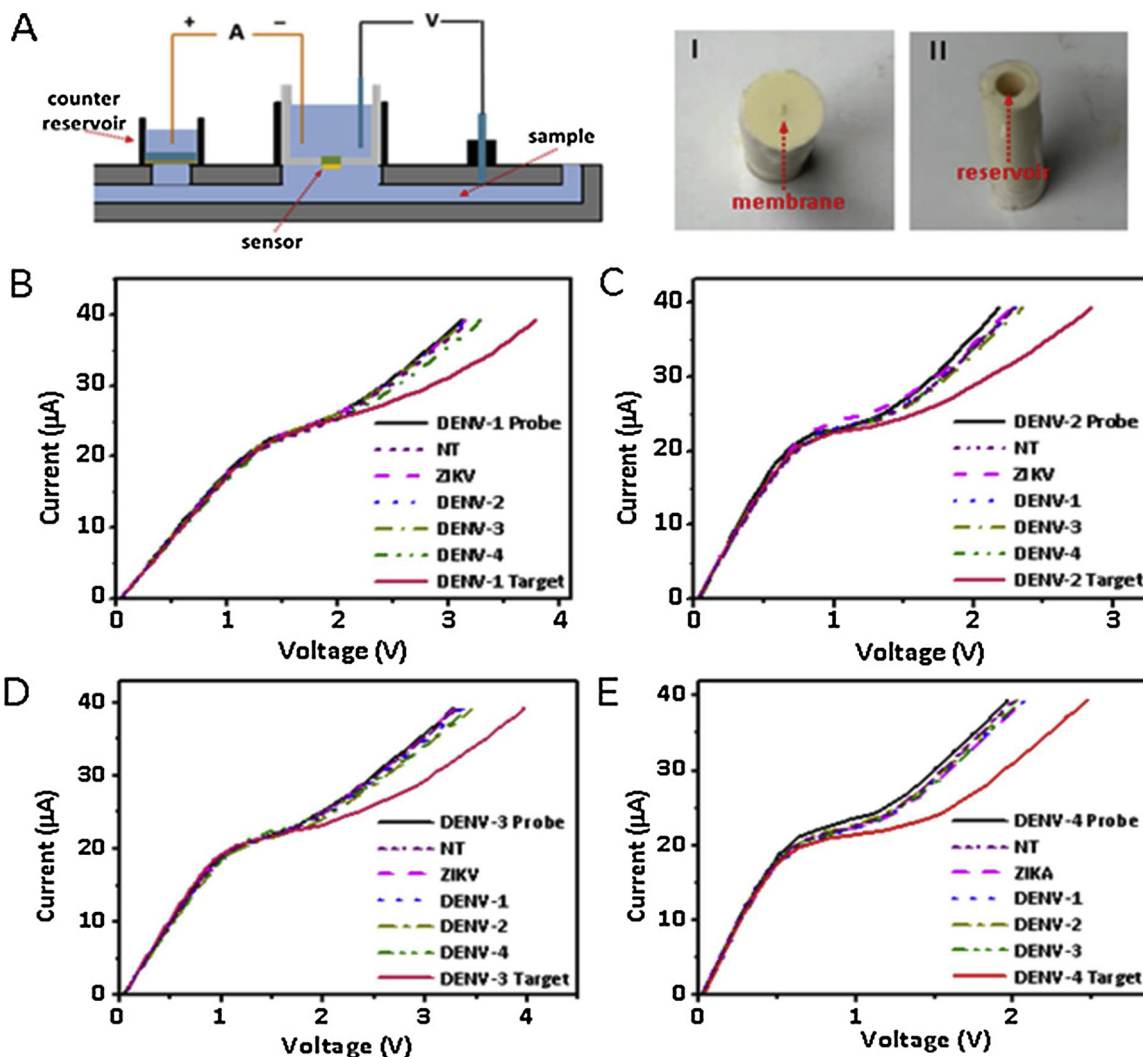 A
+ A −
V
counter
reservoir
sample
sensor
I
membrane
II
reservoir
B
Current (µA)
40
30
20
10
0
DENV-1 Probe
NT
ZIKV
DENV-2
DENV-3
DENV-4
DENV-1 Target
0 1 2 3 4
Voltage (V)
C
Current (µA)
40
30
20
10
0
DENV-2 Probe
NT
ZIKV
DENV-1
DENV-3
DENV-4
DENV-2 Target
0 1 2 3
Voltage (V)
D
Current (µA)
40
30
20
10
0
DENV-3 Probe
NT
ZIKV
DENV-1
DENV-2
DENV-4
DENV-3 Target
0 1 2 3 4
Voltage (V)
E
Current (µA)
40
30
20
10
0
DENV-4 Probe
NT
ZIKA
DENV-1
DENV-2
DENV-3
DENV-4 Target
0 1 2
Voltage (V)